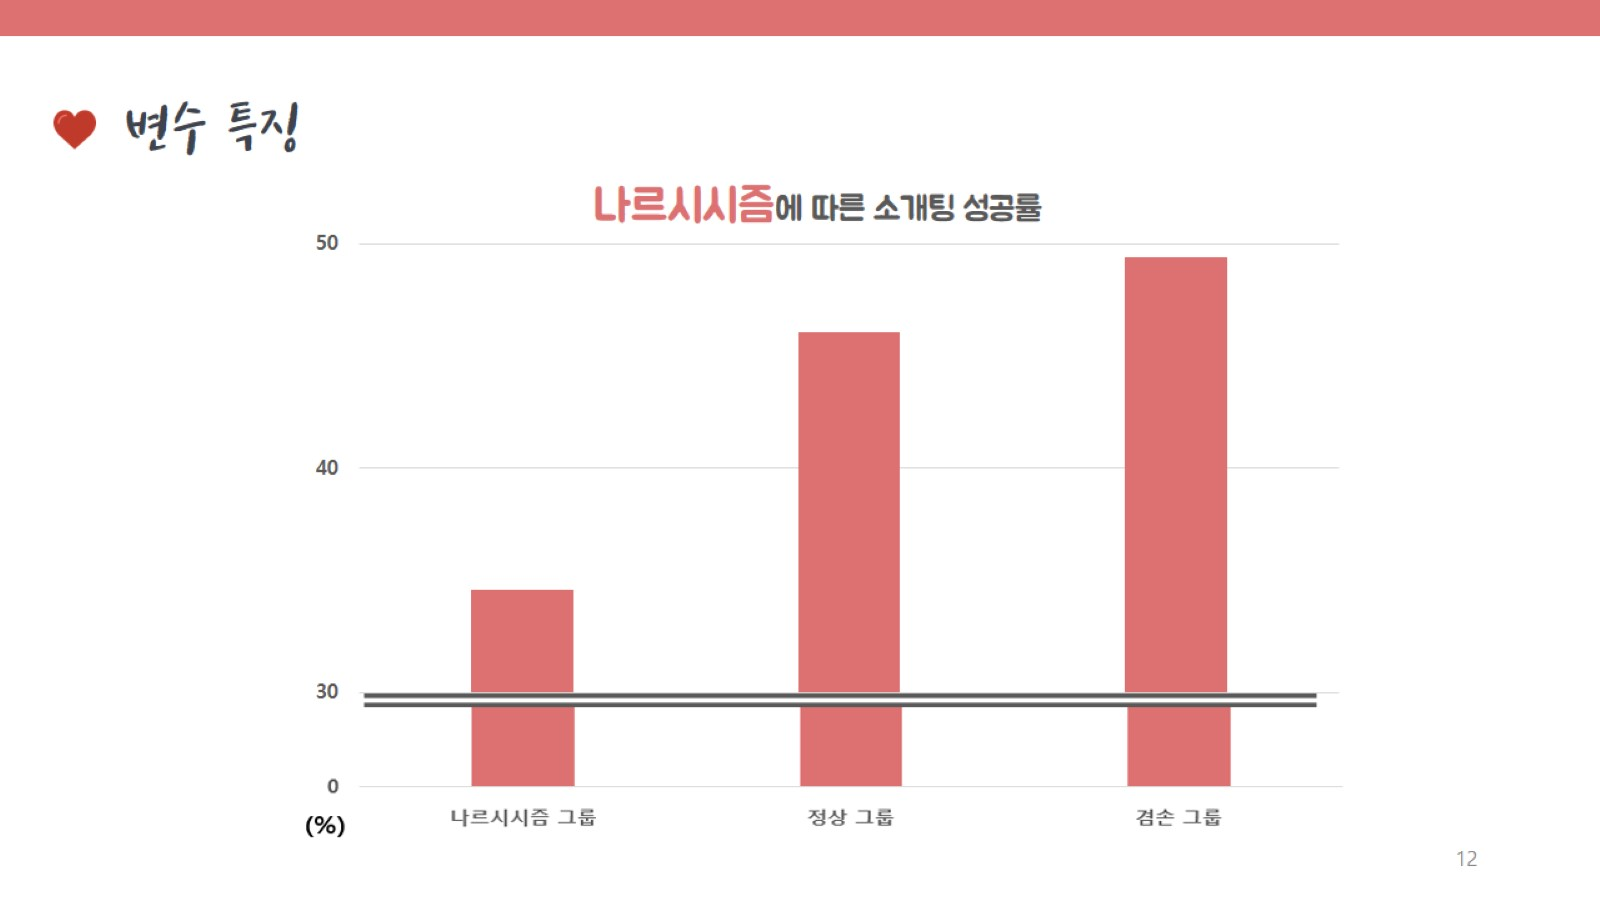 변수 특징
나르시시즘에 따른 소개팅 성공률
50
40
30
0
(%)
나르시시즘 그룹
정상 그룹
겸손 그룹
12